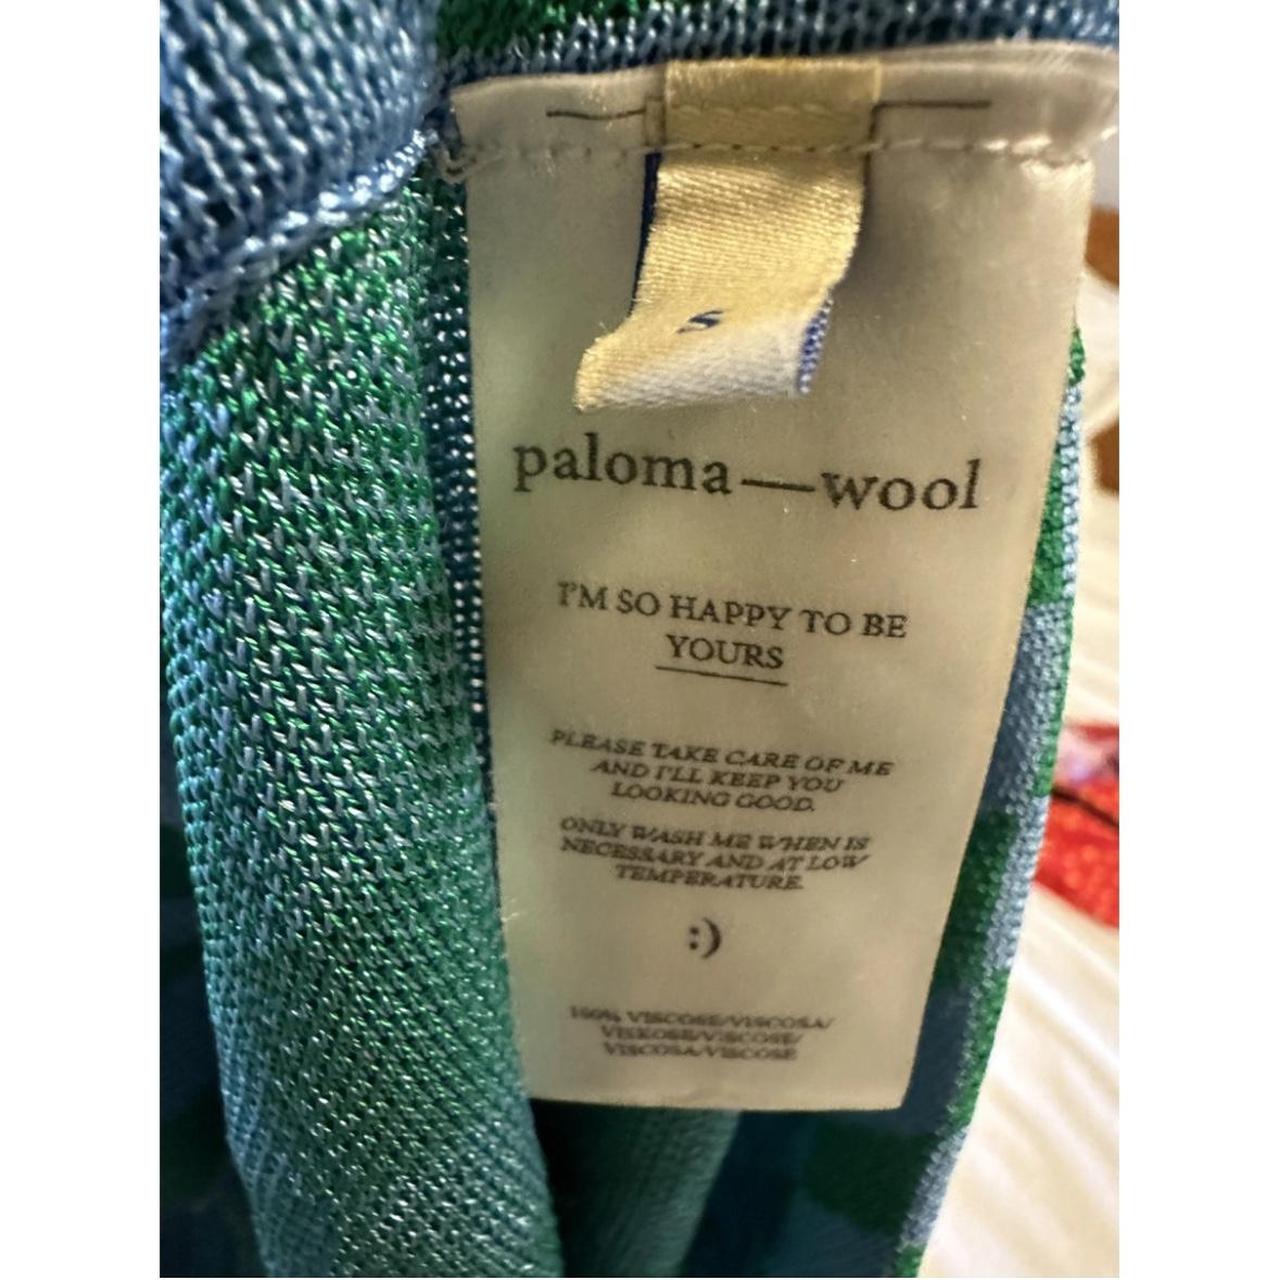 S
paloma—wool
I'M SO HAPPY TO BE
YOURS
PLEASE TAKE CARE OF ME
AND I'LL KEEP YOU
LOOKING GOOD.
ONLY WASH ME WHEN IS
NECESSARY AND AT LOW
TEMPERATURE.
:)
100% VISCOSE/VISCOSA/
VISKOSE/VISCOSE/
VISCOSA/VISCOSE